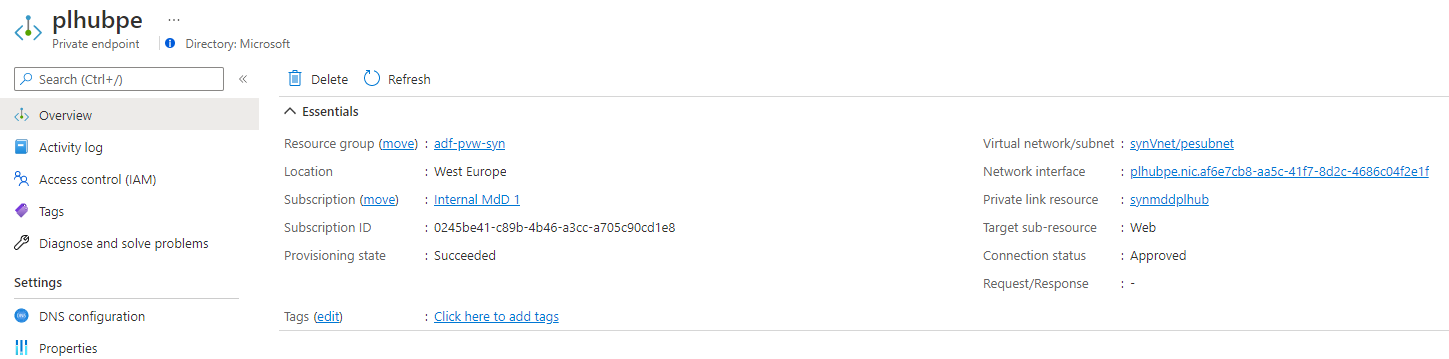 plhubpe ...
Private endpoint Directory: Microsoft
Search (Ctrl+/) «
Overview
Activity log
Access control (IAM)
Tags
Diagnose and solve problems
Settings
DNS configuration
Properties
Delete Refresh
Essentials
Resource group (move) : adf-pvw-syn
Location : West Europe
Subscription (move) : Internal MdD 1
Subscription ID : 0245be41-c89b-4b46-a3cc-a705c90cd1e8
Provisioning state : Succeeded
Virtual network/subnet : synVnet/pesubnet
Network interface : plhubpe.nic.af6e7cb8-aa5c-41f7-8d2c-4686c04f2e1f
Private link resource : synmddplhub
Target sub-resource : Web
Connection status : Approved
Request/Response : -
Tags (edit) : Click here to add tags